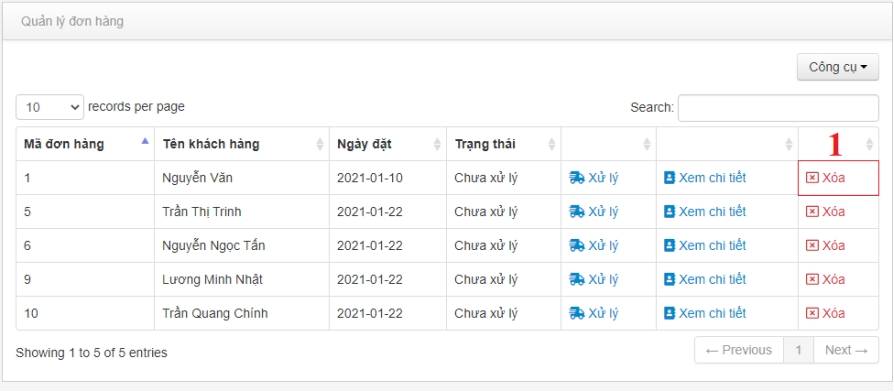 Quản lý đơn hàng
Công cụ
10 records per page Search:
Mã đơn hàng Tên khách hàng Ngày đặt Trạng thái 1
1 Nguyễn Văn 2021-01-10 Chưa xử lý Xử lý Xem chi tiết Xóa
5 Trần Thị Trinh 2021-01-22 Chưa xử lý Xử lý Xem chi tiết Xóa
6 Nguyễn Ngọc Tấn 2021-01-22 Chưa xử lý Xử lý Xem chi tiết Xóa
9 Lương Minh Nhật 2021-01-22 Chưa xử lý Xử lý Xem chi tiết Xóa
10 Trần Quang Chính 2021-01-22 Chưa xử lý Xử lý Xem chi tiết Xóa
Showing 1 to 5 of 5 entries ← Previous 1 Next →